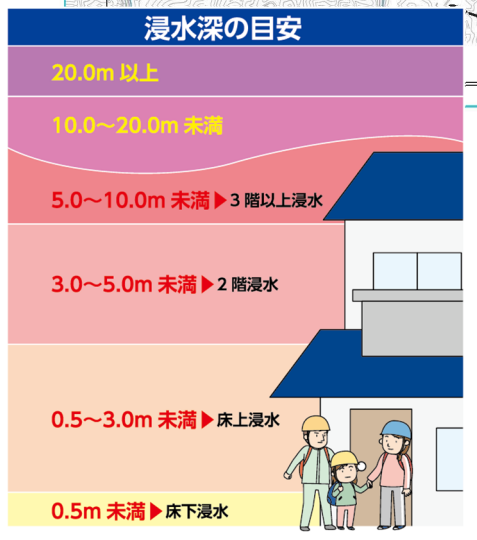 浸水深の目安
20.0m 以上
10.0～20.0m 未満
5.0～10.0m 未満▶3 階以上浸水
3.0～5.0m 未満▶2 階浸水
0.5～3.0m 未満▶床上浸水
0.5m 未満▶床下浸水